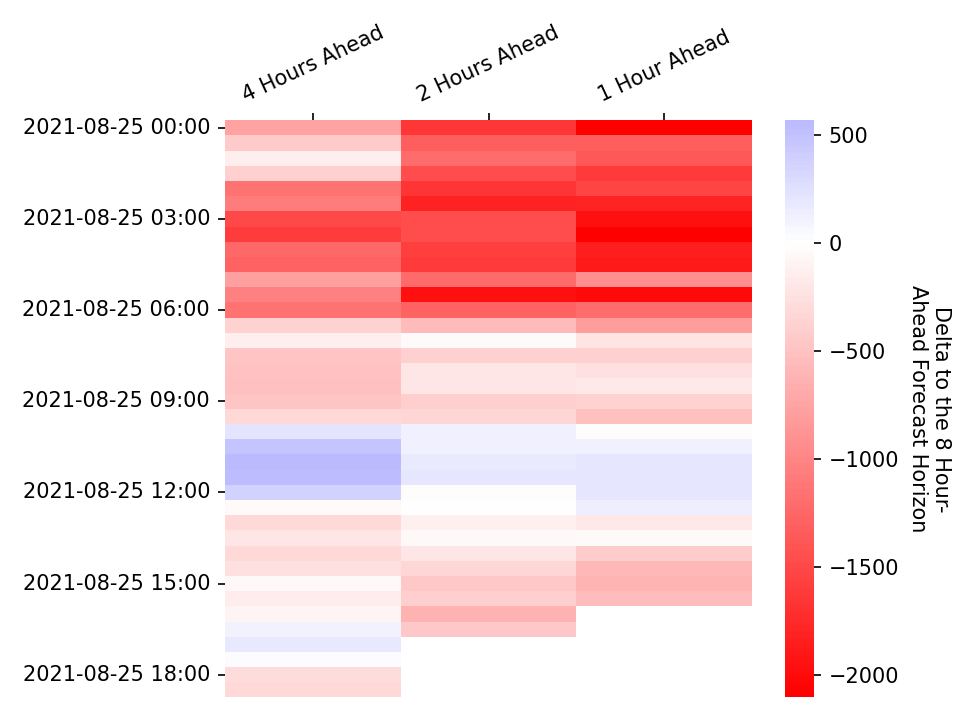 4 Hours Ahead
2 Hours Ahead
1 Hour Ahead
2021-08-25 00:00
2021-08-25 03:00
2021-08-25 06:00
2021-08-25 09:00
2021-08-25 12:00
2021-08-25 15:00
2021-08-25 18:00
500
0
−500
−1000
−1500
−2000
Delta to the 8 Hour-
Ahead Forecast Horizon